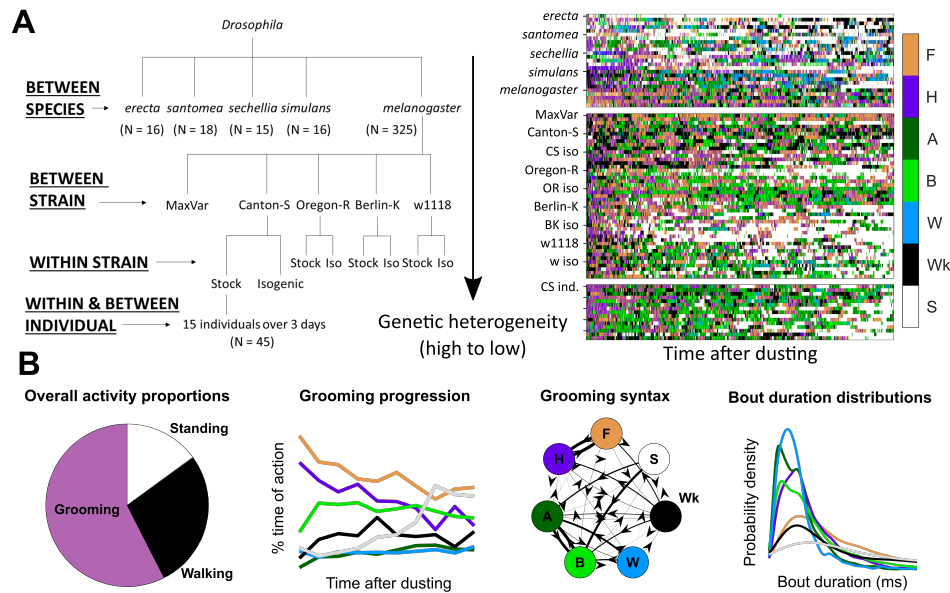 A
Drosophila
BETWEEN
SPECIES
erecta santomea sechellia simulans melanogaster
(N = 16) (N = 18) (N = 15) (N = 16) (N = 325)
BETWEEN
STRAIN
MaxVar Canton-S Oregon-R Berlin-K w1118
WITHIN STRAIN
Stock Iso Stock Iso Stock Iso
Stock Isogenic
WITHIN & BETWEEN
INDIVIDUAL
15 individuals over 3 days
(N = 45)
Genetic heterogeneity
(high to low)
erecta
santomea
sechellia
simulans
melanogaster
MaxVar
Canton-S
CS iso
Oregon-R
OR iso
Berlin-K
BK iso
w1118
w iso
CS ind.
Time after dusting
F
H
A
B
W
Wk
S
B
Overall activity proportions
Standing
Grooming
Walking
Grooming progression
% time of action
Time after dusting
Grooming syntax
F
H
S
A
Wk
B
W
Bout duration distributions
Probability density
Bout duration (ms)